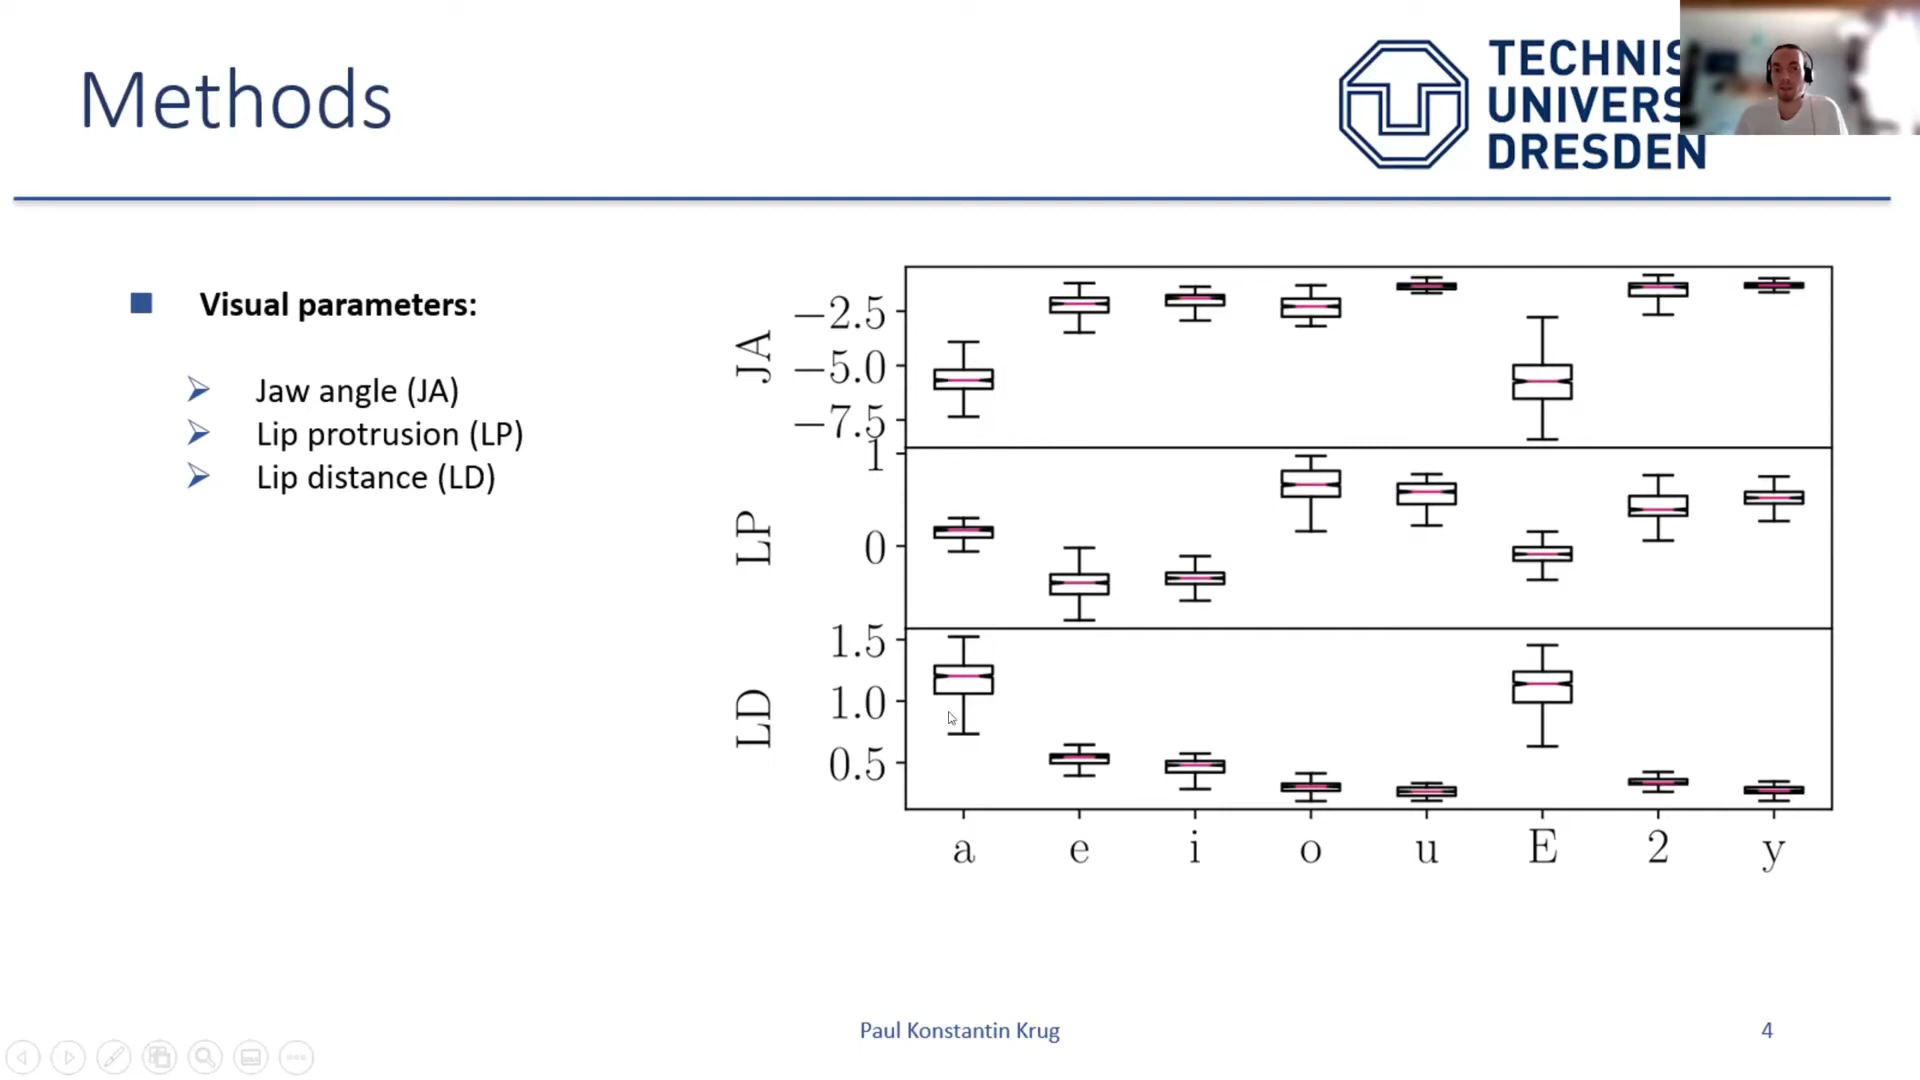 Methods
TECHNIS
UNIVERS
DRESDEN
Visual parameters:
Jaw angle (JA)
Lip protrusion (LP)
Lip distance (LD)
JA
−2.5
−5.0
−7.5
LP
1
0
LD
1.5
1.0
0.5
a e i o u E 2 y
Paul Konstantin Krug
4